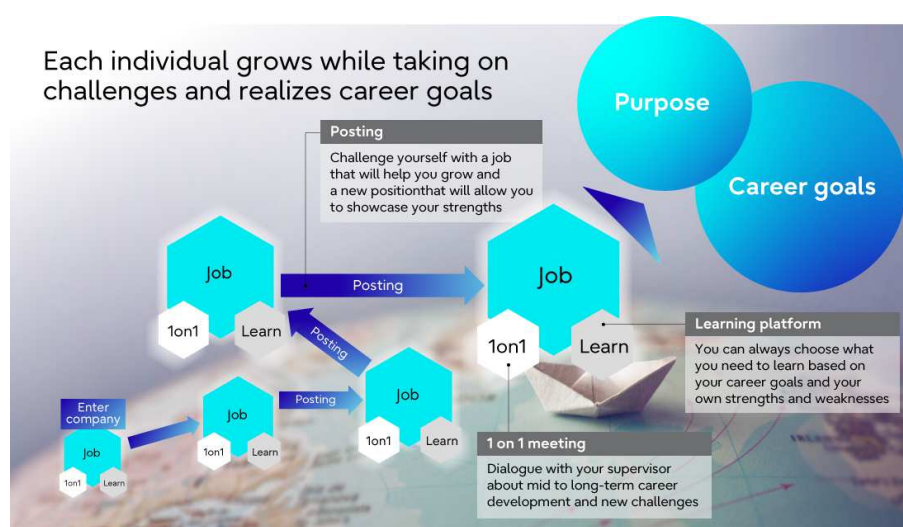 Each individual grows while taking on
challenges and realizes career goals
Purpose
Career goals
Posting
Challenge yourself with a job
that will help you grow and
a new positionthat will allow you
to showcase your strengths
Job
1on1
Learn
Posting
Job
1on1
Learn
Posting
Learning platform
You can always choose what
you need to learn based on
your career goals and your
own strengths and weaknesses
Enter
company
Job
1on1
Learn
Job
1on1
Learn
Posting
Job
1on1
Learn
1 on 1 meeting
Dialogue with your supervisor
about mid to long-term career
development and new challenges